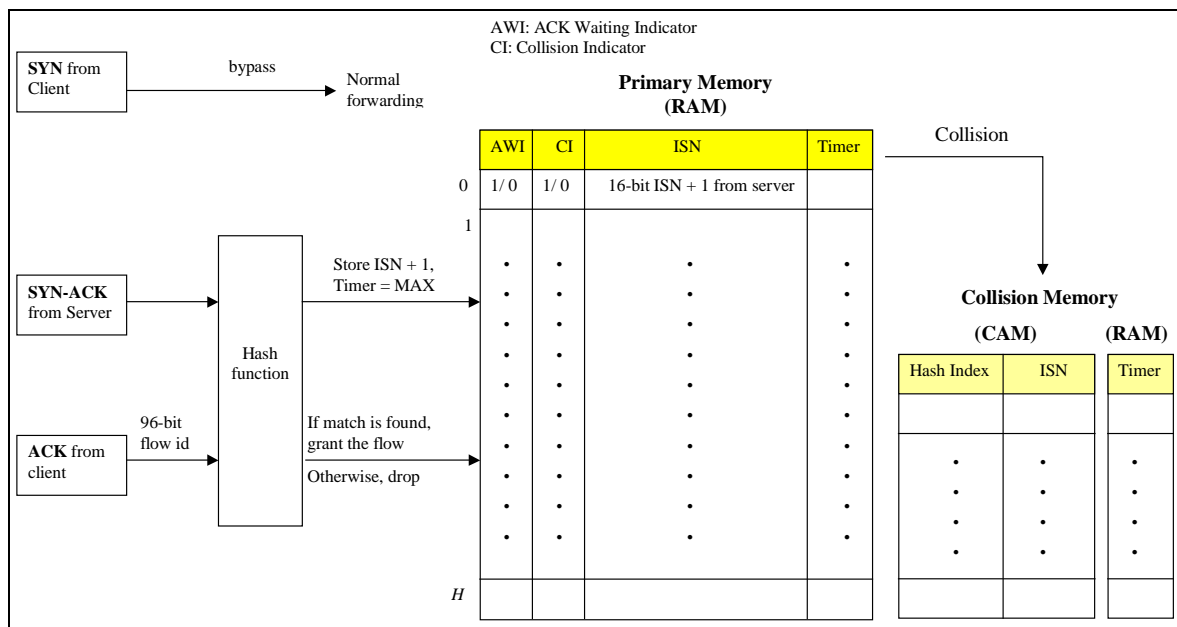 AWI: ACK Waiting Indicator
CI: Collision Indicator
SYN from
Client
bypass
Normal
forwarding
Primary Memory
(RAM)
AWI CI ISN Timer
Collision
0 1/ 0 1/ 0 16-bit ISN + 1 from server
1
Store ISN + 1,
Timer = MAX
SYN-ACK
from Server
Hash
function
Collision Memory
(CAM) (RAM)
Hash Index ISN Timer
96-bit
flow id
If match is found,
grant the flow
Otherwise, drop
ACK from
client
H